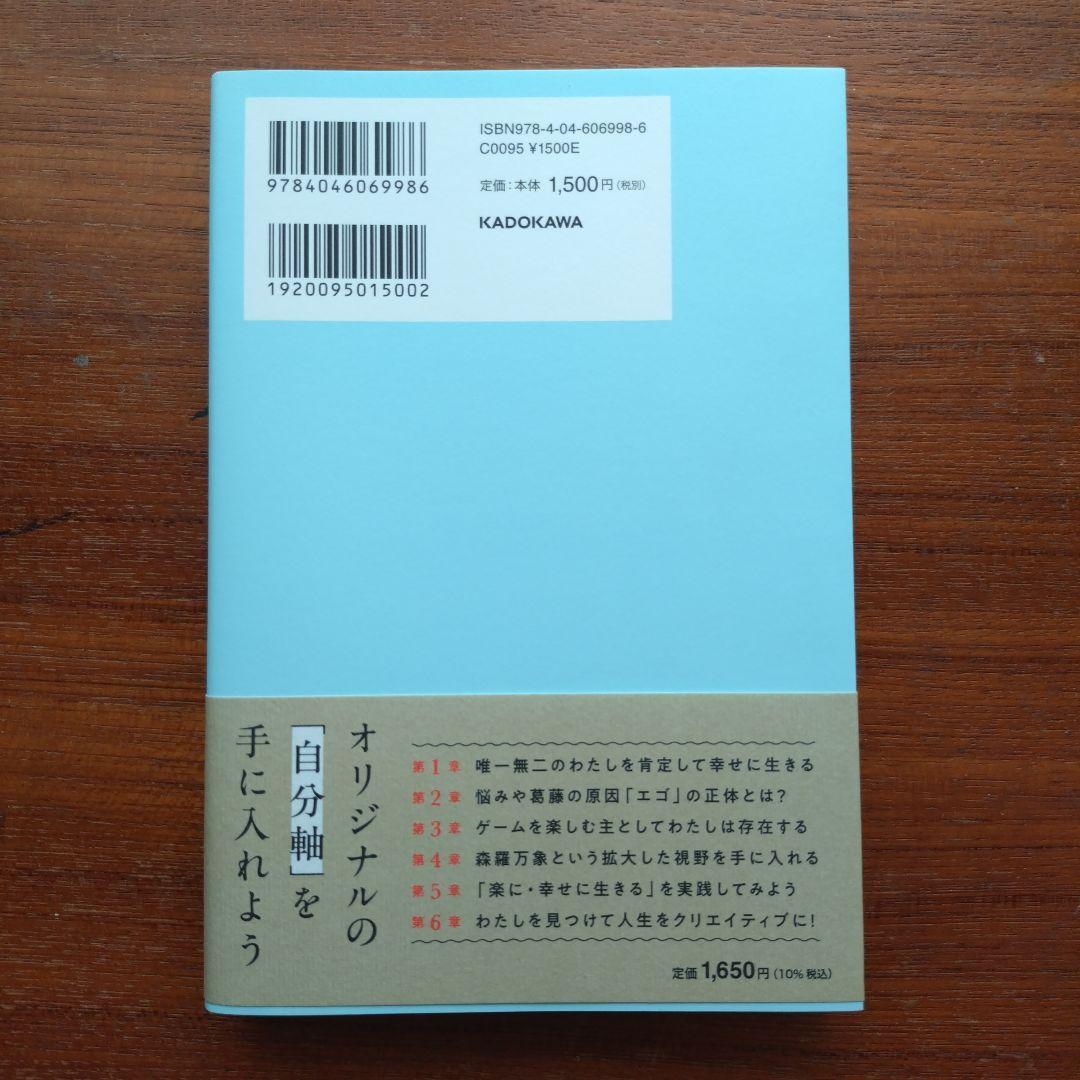 9784046069986
1920095015002
ISBN978-4-04-606998-6
C0095 ¥1500E
定価：本体 1,500円（税別）
KADOKAWA
オリジナルの
「自分軸」を
手に入れよう
第1章 唯一無二のわたしを肯定して幸せに生きる
第2章 悩みや葛藤の原因「エゴ」の正体とは？
第3章 ゲームを楽しむ主としてわたしは存在する
第4章 森羅万象という拡大した視野を手に入れる
第5章 「楽に・幸せに生きる」を実践してみよう
第6章 わたしを見つけて人生をクリエイティブに！
定価1,650円（10％税込）